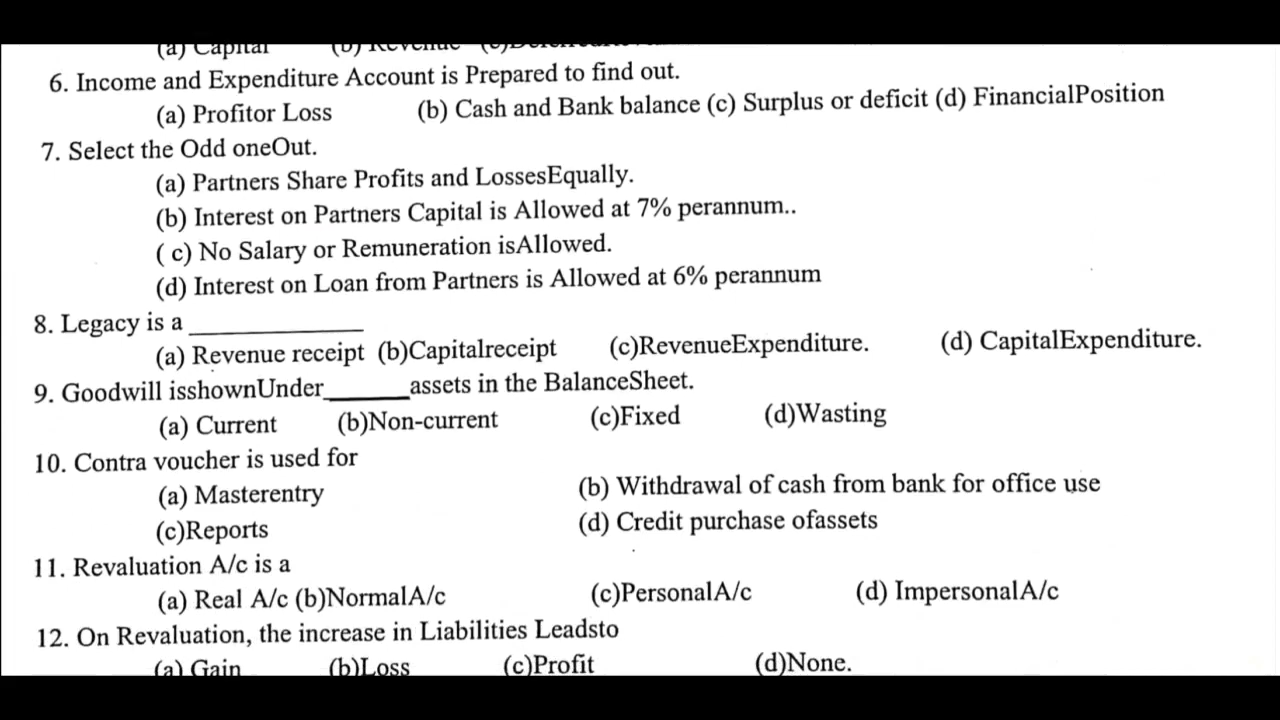 (a) Capital (b) Revenue
6. Income and Expenditure Account is Prepared to find out.
(a) Profitor Loss (b) Cash and Bank balance (c) Surplus or deficit (d) FinancialPosition
7. Select the Odd oneOut.
(a) Partners Share Profits and LossesEqually.
(b) Interest on Partners Capital is Allowed at 7% perannum..
( c) No Salary or Remuneration isAllowed.
(d) Interest on Loan from Partners is Allowed at 6% perannum
8. Legacy is a ______________
(a) Revenue receipt (b)Capitalreceipt (c)RevenueExpenditure. (d) CapitalExpenditure.
9. Goodwill isshownUnder_______assets in the BalanceSheet.
(a) Current (b)Non-current (c)Fixed (d)Wasting
10. Contra voucher is used for
(a) Masterentry (b) Withdrawal of cash from bank for office use
(c)Reports (d) Credit purchase ofassets
11. Revaluation A/c is a
(a) Real A/c (b)NormalA/c (c)PersonalA/c (d) ImpersonalA/c
12. On Revaluation, the increase in Liabilities Leadsto
(a) Gain (b)Loss (c)Profit (d)None.